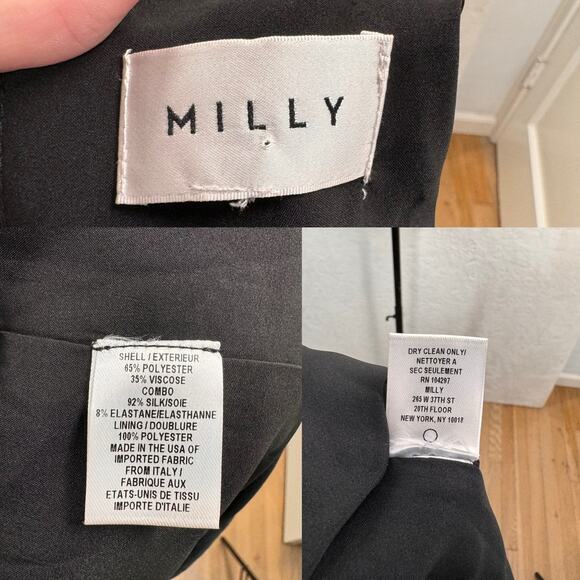 MILLY
SHELL / EXTERIEUR
65% POLYESTER
35% VISCOSE
COMBO
92% SILK/SOIE
8% ELASTANE/ELASTHANNE
LINING / DOUBLURE
100% POLYESTER
MADE IN THE USA OF
IMPORTED FABRIC
FROM ITALY /
FABRIQUE AUX
ETATS-UNIS DE TISSU
IMPORTE D'ITALIE
DRY CLEAN ONLY/
NETTOYER A
SEC SEULEMENT
RN 104297
MILLY
265 W 37TH ST
20TH FLOOR
NEW YORK, NY 10018